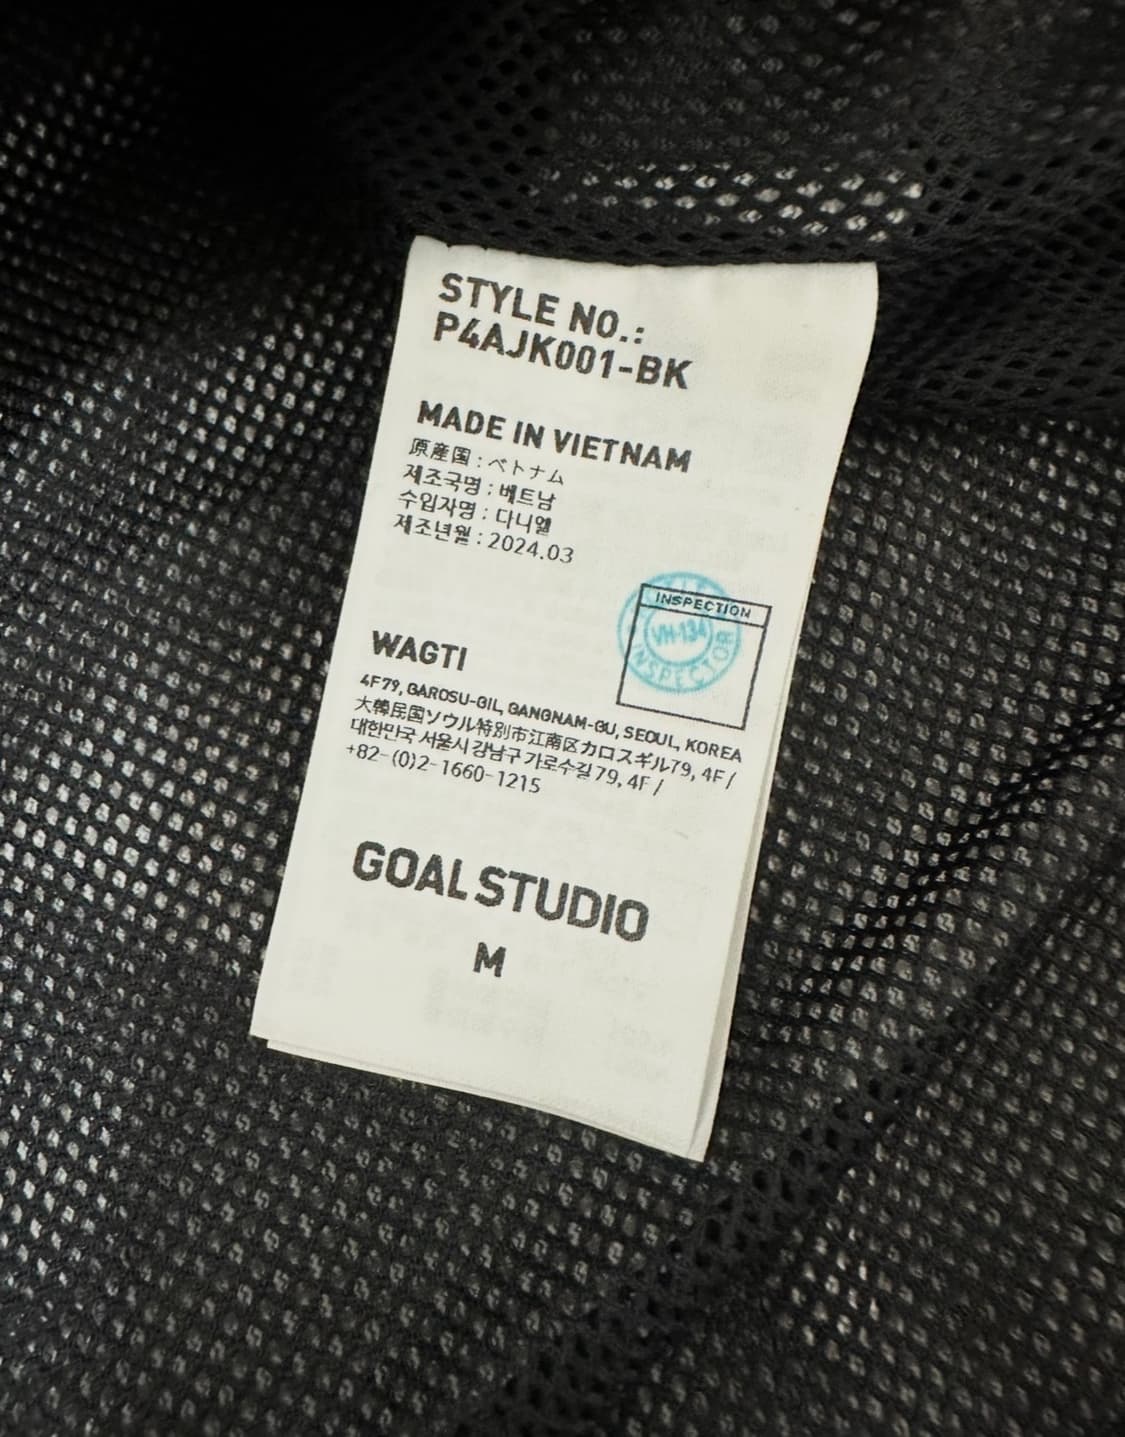 STYLE NO.:
P4AJK001-BK
MADE IN VIETNAM
原産国 : ベトナム
제조국명 : 베트남
수입자명 : 다니엘
제조년월 : 2024.03
INSPECTION
VH-134
INSPECTOR
WAGTI
4F 79, GAROSU-GIL, GANGNAM-GU, SEOUL, KOREA
大韓民国ソウル特別市江南区カロスギル79, 4F /
대한민국 서울시 강남구 가로수길 79, 4F /
+82-(0)2-1660-1215
GOALSTUDIO
M